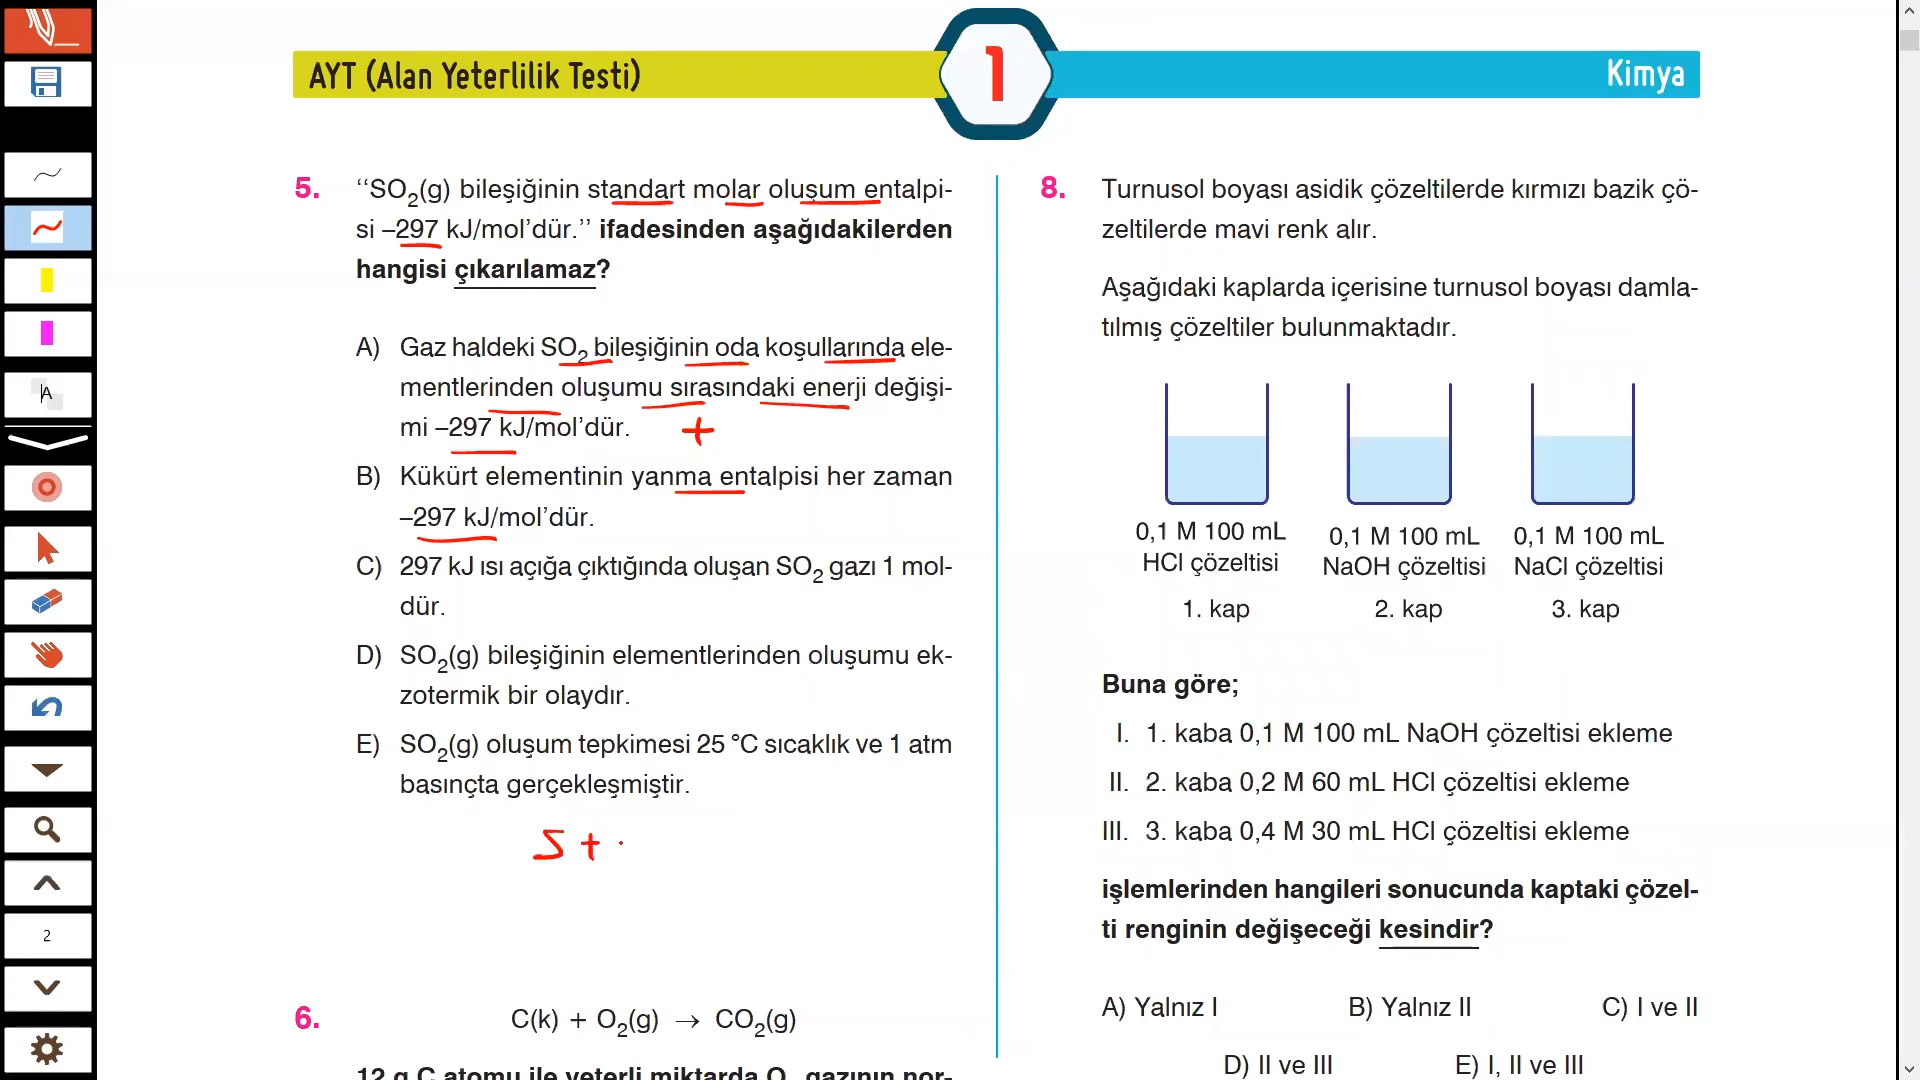 AYT (Alan Yeterlilik Testi)
1
Kimya
5. ‘‘SO2(g) bileşiğinin standart molar oluşum entalpi-
si –297 kJ/mol’dür.’’ ifadesinden aşağıdakilerden
hangisi çıkarılamaz?
A) Gaz haldeki SO2 bileşiğinin oda koşullarında ele-
mentlerinden oluşumu sırasındaki enerji değişi-
mi –297 kJ/mol’dür. +
B) Kükürt elementinin yanma entalpisi her zaman
–297 kJ/mol’dür.
C) 297 kJ ısı açığa çıktığında oluşan SO2 gazı 1 mol-
dür.
D) SO2(g) bileşiğinin elementlerinden oluşumu ek-
zotermik bir olaydır.
E) SO2(g) oluşum tepkimesi 25 °C sıcaklık ve 1 atm
basınçta gerçekleşmiştir.
S + ·
6. C(k) + O2(g) → CO2(g)
12 g C atomu ile yeterli miktarda O2 gazının nor-
8. Turnusol boyası asidik çözeltilerde kırmızı bazik çö-
zeltilerde mavi renk alır.
Aşağıdaki kaplarda içerisine turnusol boyası damla-
tılmış çözeltiler bulunmaktadır.
0,1 M 100 mL
HCl çözeltisi
1. kap
0,1 M 100 mL
NaOH çözeltisi
2. kap
0,1 M 100 mL
NaCl çözeltisi
3. kap
Buna göre;
I. 1. kaba 0,1 M 100 mL NaOH çözeltisi ekleme
II. 2. kaba 0,2 M 60 mL HCl çözeltisi ekleme
III. 3. kaba 0,4 M 30 mL HCl çözeltisi ekleme
işlemlerinden hangileri sonucunda kaptaki çözel-
ti renginin değişeceği kesindir?
A) Yalnız I B) Yalnız II C) I ve II
D) II ve III E) I, II ve III
A
2